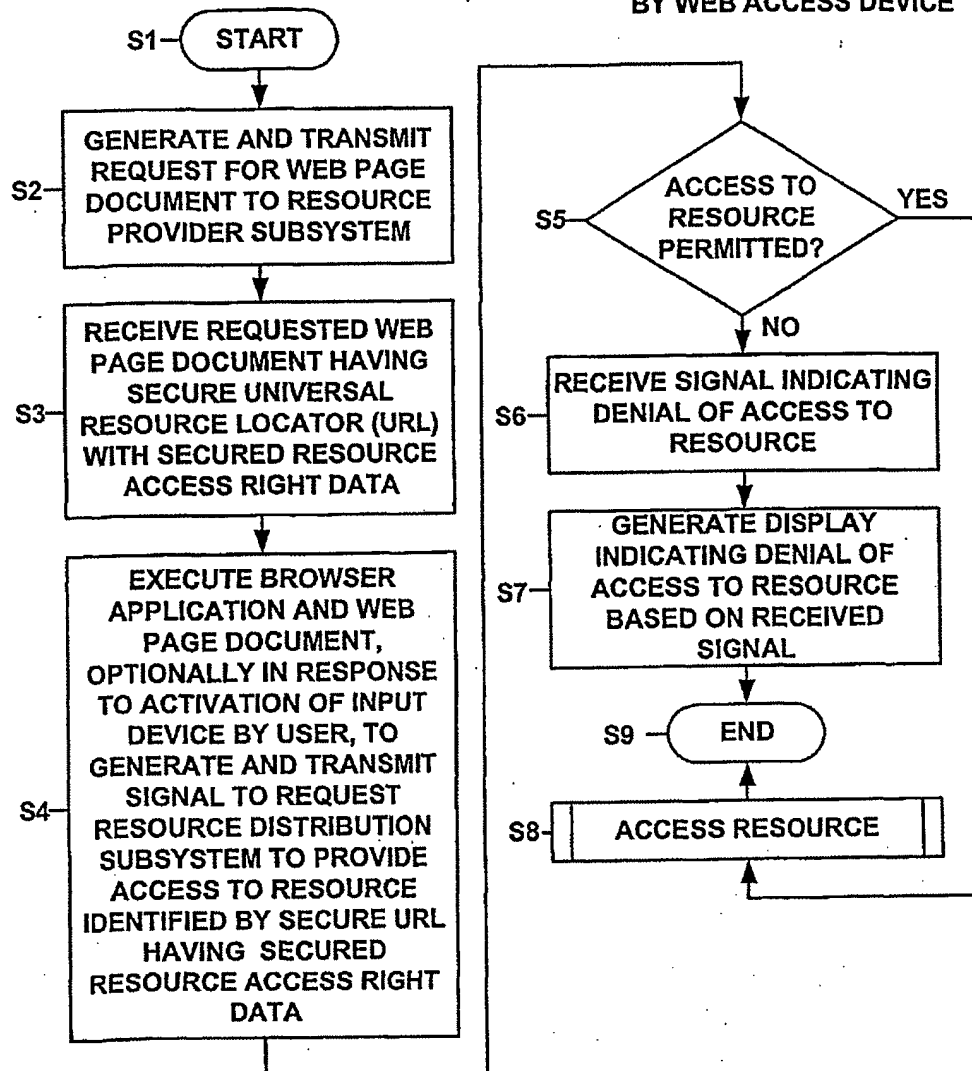 BY WEB ACCESS DEVICE
S1
START
S2
GENERATE AND TRANSMIT
REQUEST FOR WEB PAGE
DOCUMENT TO RESOURCE
PROVIDER SUBSYSTEM
S3
RECEIVE REQUESTED WEB
PAGE DOCUMENT HAVING
SECURE UNIVERSAL
RESOURCE LOCATOR (URL)
WITH SECURED RESOURCE
ACCESS RIGHT DATA
S4
EXECUTE BROWSER
APPLICATION AND WEB
PAGE DOCUMENT,
OPTIONALLY IN RESPONSE
TO ACTIVATION OF INPUT
DEVICE BY USER, TO
GENERATE AND TRANSMIT
SIGNAL TO REQUEST
RESOURCE DISTRIBUTION
SUBSYSTEM TO PROVIDE
ACCESS TO RESOURCE
IDENTIFIED BY SECURE URL
HAVING SECURED
RESOURCE ACCESS RIGHT
DATA
S5
ACCESS TO
RESOURCE
PERMITTED?
YES
NO
S6
RECEIVE SIGNAL INDICATING
DENIAL OF ACCESS TO
RESOURCE
S7
GENERATE DISPLAY
INDICATING DENIAL OF
ACCESS TO RESOURCE
BASED ON RECEIVED
SIGNAL
S9
END
S8
ACCESS RESOURCE